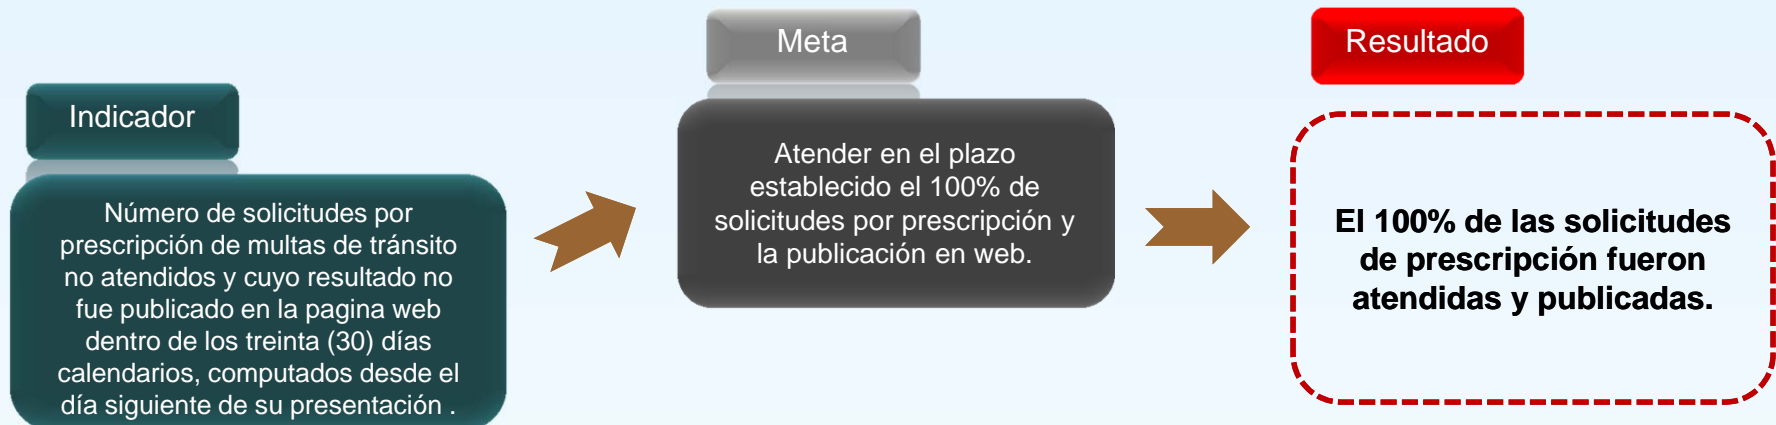 Indicador
Número de solicitudes por
prescripción de multas de tránsito
no atendidos y cuyo resultado no
fue publicado en la pagina web
dentro de los treinta (30) días
calendarios, computados desde el
día siguiente de su presentación .
Meta
Atender en el plazo
establecido el 100% de
solicitudes por prescripción y
la publicación en web.
Resultado
El 100% de las solicitudes
de prescripción fueron
atendidas y publicadas.